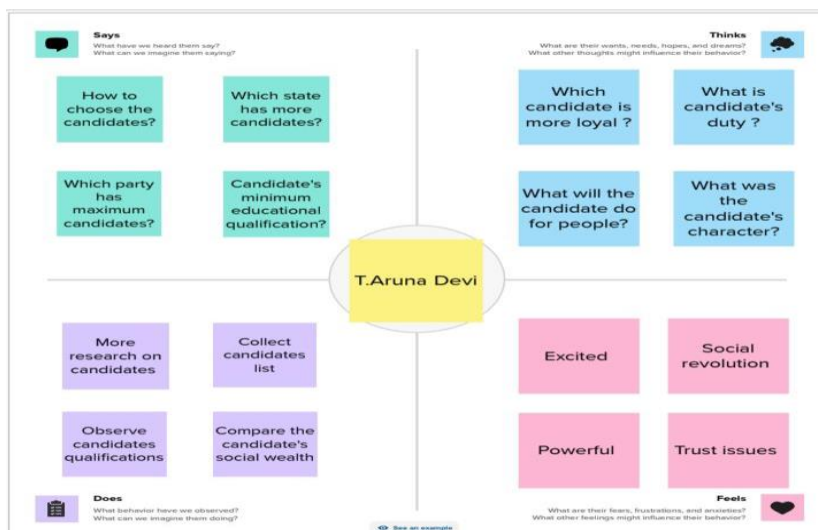 Says
What have we heard them say?
What can we imagine them saying?
How to
choose the
candidates?
Which state
has more
candidates?
Which party
has
maximum
candidates?
Candidate's
minimum
educational
qualification?
Thinks
What are their wants, needs, hopes, and dreams?
What other thoughts might influence their behavior?
Which
candidate is
more loyal ?
What is
candidate's
duty ?
What will the
candidate do
for people?
What was
the
candidate's
character?
T.Aruna Devi
More
research on
candidates
Collect
candidates
list
Observe
candidates
qualifications
Compare the
candidate's
social wealth
Does
What behavior have we observed?
What can we imagine them doing?
Excited
Social
revolution
Powerful
Trust issues
Feels
What are their fears, frustrations, and anxieties?
What other feelings might influence their behavior?
See an example